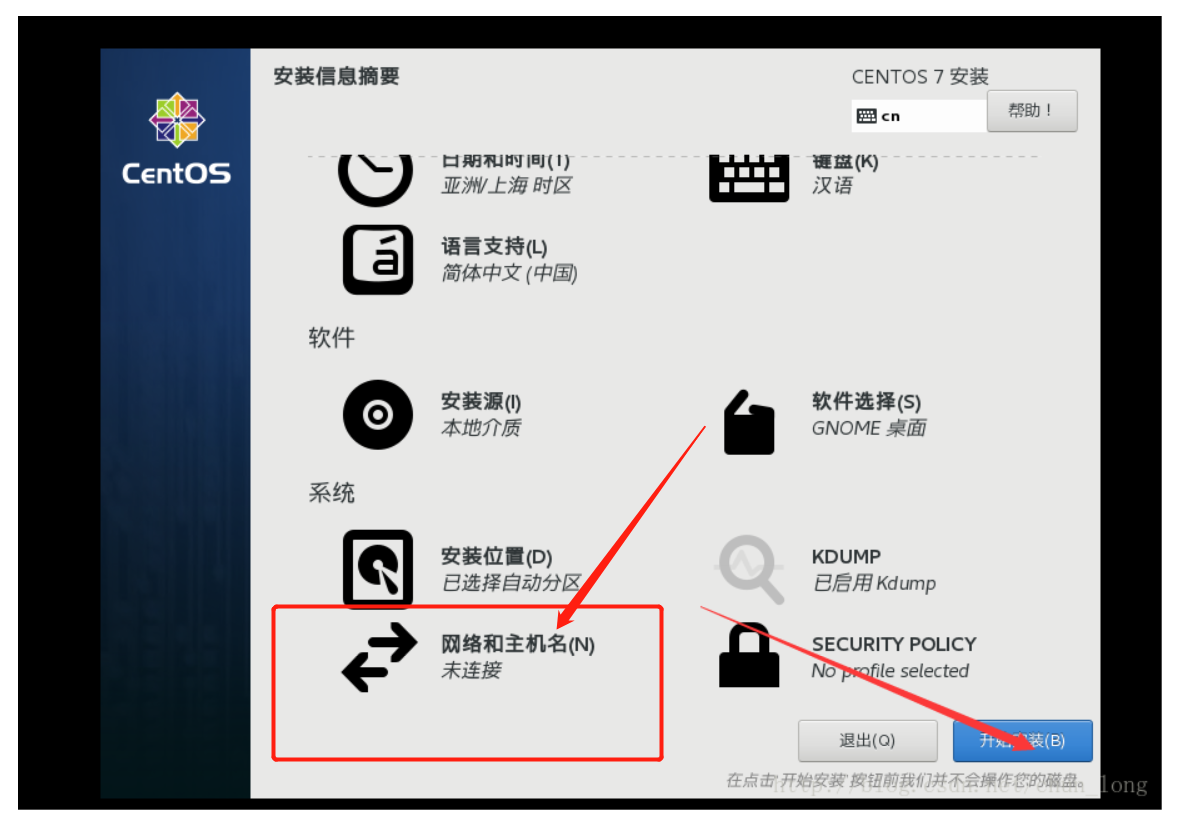 安装信息摘要
CENTOS 7 安装
cn
帮助！
CentOS
日期和时间(T)
亚洲/上海 时区
键盘(K)
汉语
语言支持(L)
简体中文 (中国)
软件
安装源(I)
本地介质
软件选择(S)
GNOME 桌面
系统
安装位置(D)
已选择自动分区
KDUMP
已启用 Kdump
网络和主机名(N)
未连接
SECURITY POLICY
No profile selected
退出(Q)
开始安装(B)
在点击'开始安装'按钮前我们并不会操作您的磁盘。